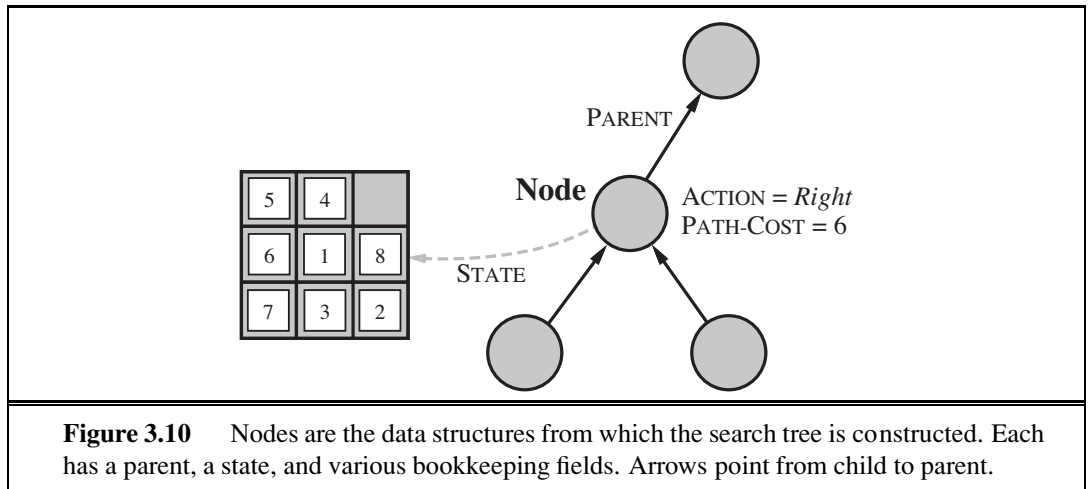 PARENT
Node
ACTION = Right
PATH-COST = 6
5 4
6 1 8
7 3 2
STATE
Figure 3.10 Nodes are the data structures from which the search tree is constructed. Each
has a parent, a state, and various bookkeeping fields. Arrows point from child to parent.